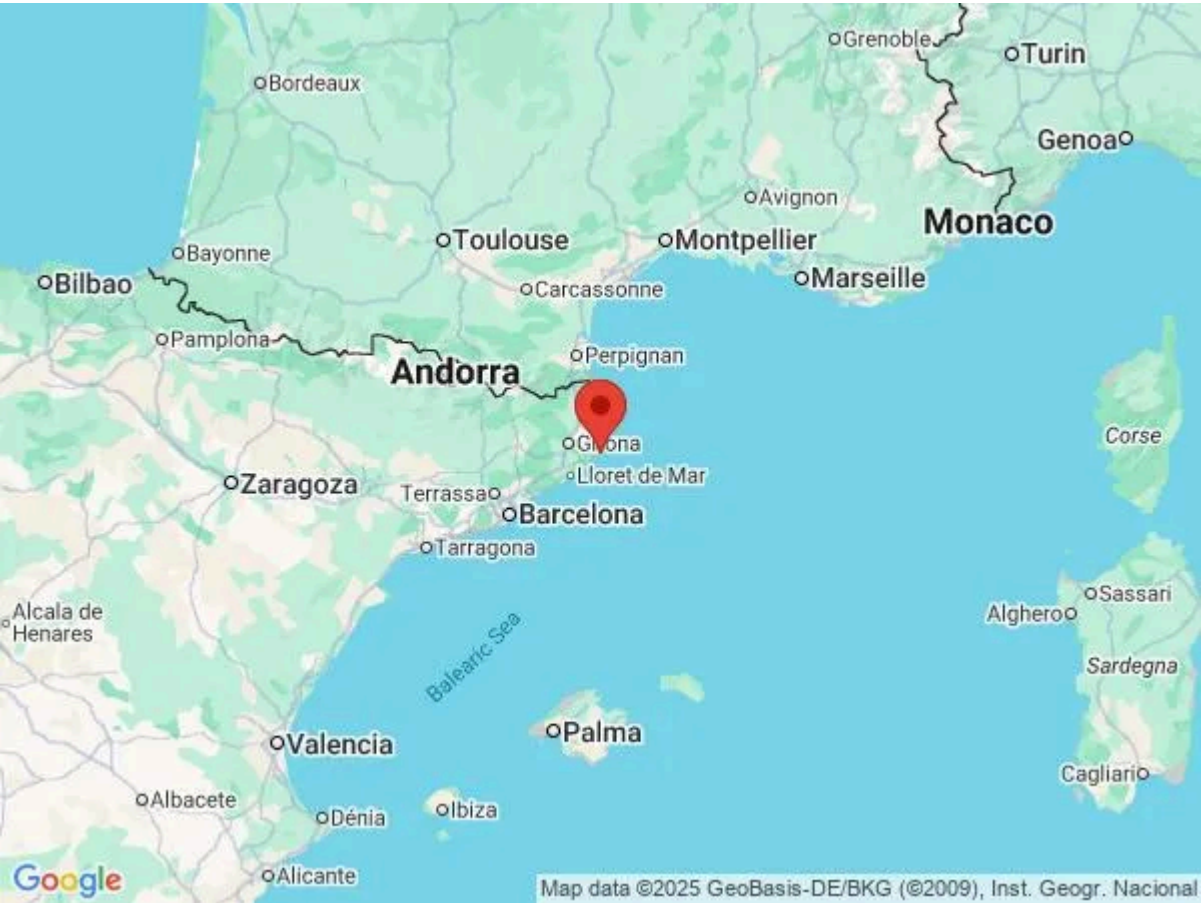 Grenoble
Turin
Bordeaux
Genoa
Avignon
Monaco
Toulouse
Montpellier
Bayonne
Marseille
Bilbao
Carcassonne
Pamplona
Perpignan
Andorra
Corse
Girona
Lloret de Mar
Zaragoza
Terrassa
Barcelona
Tarragona
Sassari
Alcala de
Henares
Alghero
Balearic Sea
Sardegna
Palma
Valencia
Cagliari
Albacete
Ibiza
Dénia
Alicante
Google
Map data ©2025 GeoBasis-DE/BKG (©2009), Inst. Geogr. Nacional